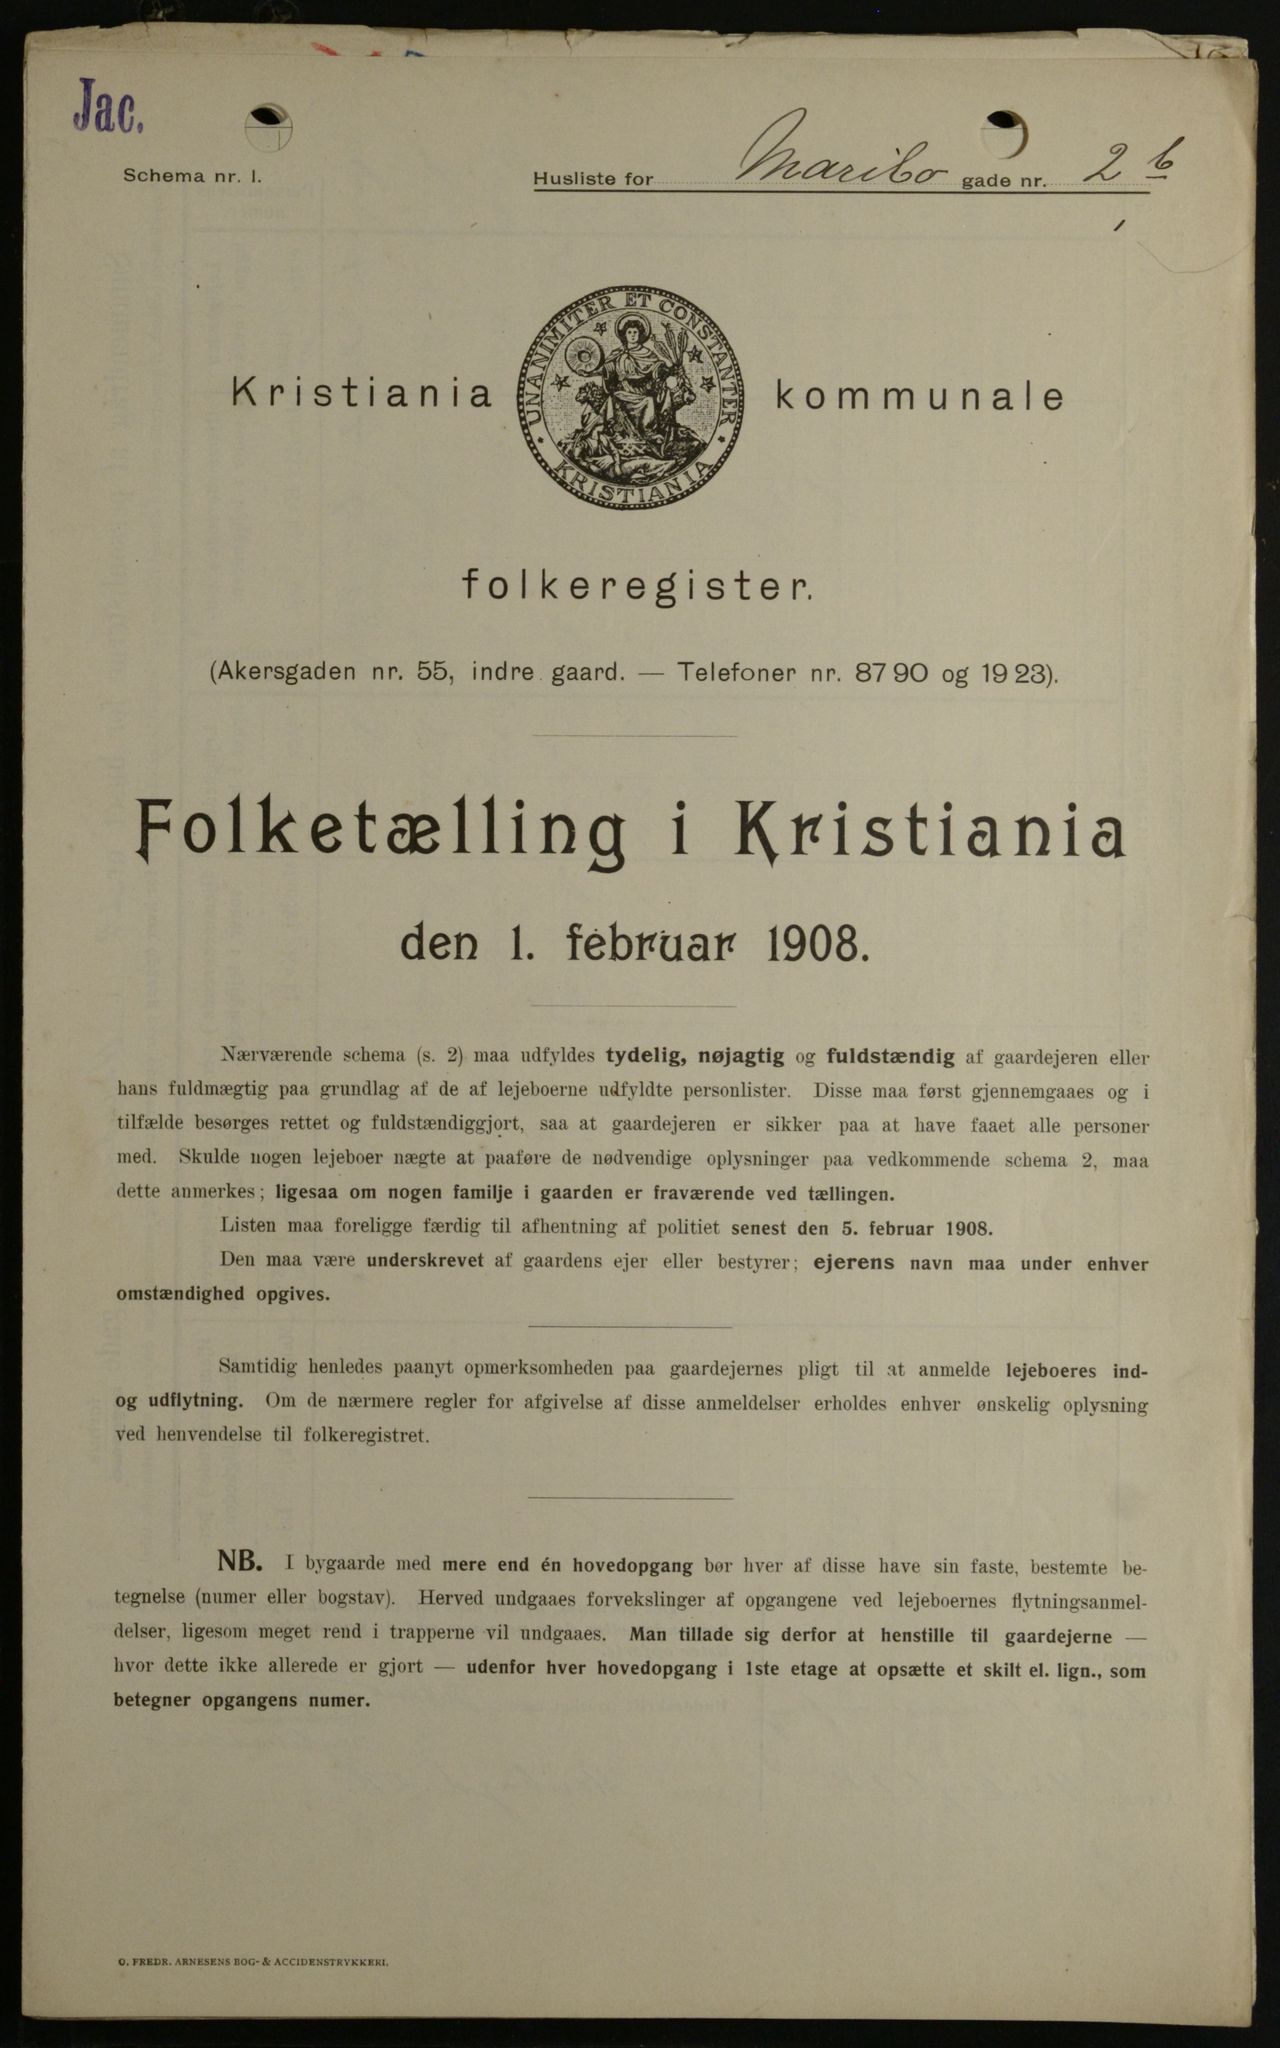 Jac.
Schema nr. 1.
Husliste for Maribo gade nr. 2 b
UNANIMITER ET CONSTANTER
KRISTIANIA
Kristiania kommunale
folkeregister.
(Akersgaden nr. 55, indre gaard. — Telefoner nr. 8790 og 1923).
Folketælling i Kristiania
den 1. februar 1908.
Nærværende schema (s. 2) maa udfyldes tydelig, nøjagtig og fuldstændig af gaardejeren eller
hans fuldmægtig paa grundlag af de af lejeboerne udfyldte personlister. Disse maa først gjennemgaaes og i
tilfælde besørges rettet og fuldstændiggjort, saa at gaardejeren er sikker paa at have faaet alle personer
med. Skulde nogen lejeboer nægte at paaføre de nødvendige oplysninger paa vedkommende schema 2, maa
dette anmerkes; ligesaa om nogen familje i gaarden er fraværende ved tællingen.
Listen maa foreligge færdig til afhentning af politiet senest den 5. februar 1908.
Den maa være underskrevet af gaardens ejer eller bestyrer; ejerens navn maa under enhver
omstændighed opgives.
Samtidig henledes paanyt opmerksomheden paa gaardejernes pligt til at anmelde lejeboeres ind-
og udflytning. Om de nærmere regler for afgivelse af disse anmeldelser erholdes enhver ønskelig oplysning
ved henvendelse til folkeregistret.
NB. I bygaarde med mere end én hovedopgang bør hver af disse have sin faste, bestemte be-
tegnelse (numer eller bogstav). Herved undgaaes forvekslinger af opgangene ved lejeboernes flytningsanmel-
delser, ligesom meget rend i trapperne vil undgaaes. Man tillade sig derfor at henstille til gaardejerne —
hvor dette ikke allerede er gjort — udenfor hver hovedopgang i 1ste etage at opsætte et skilt el. lign., som
betegner opgangens numer.
O. FREDR. ARNESENS BOG- & ACCIDENSTRYKKERI.